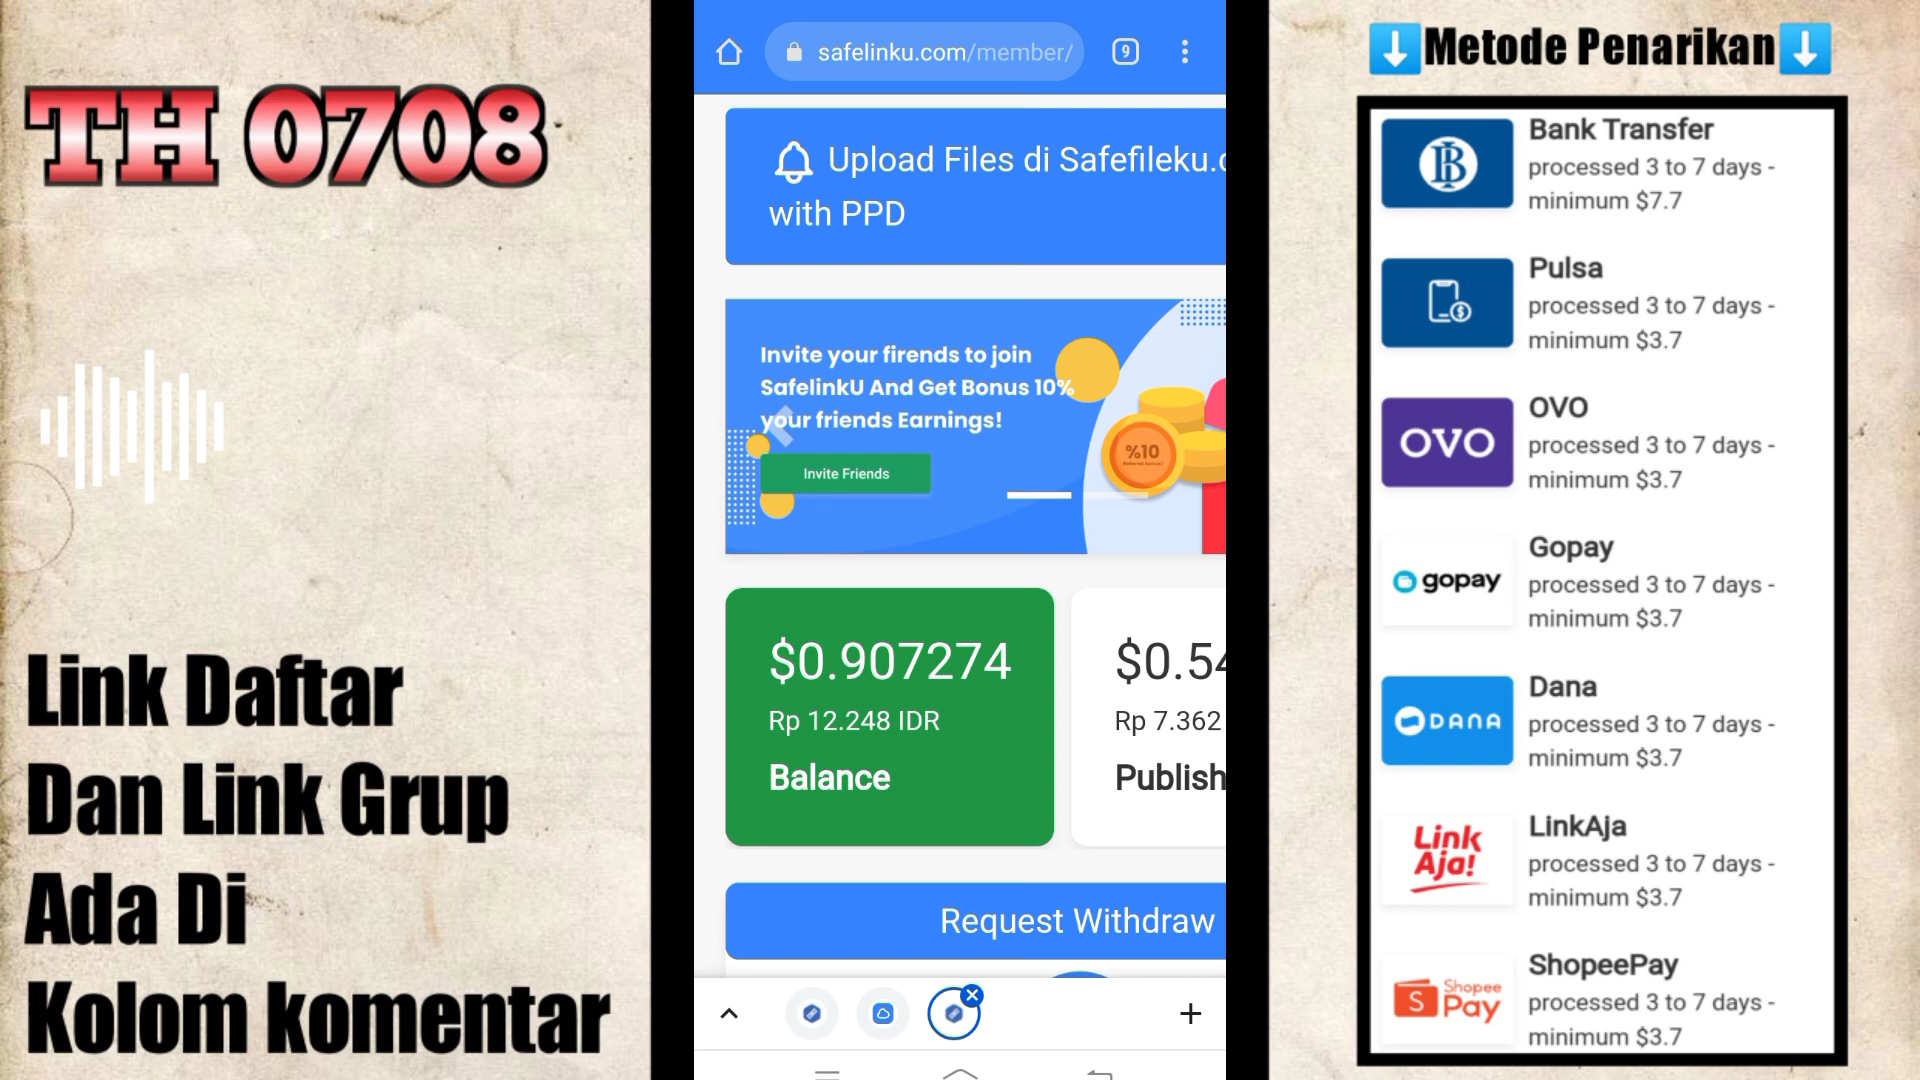 TH 0708
Link Daftar
Dan Link Grup
Ada Di
Kolom komentar
safelinku.com/member/
9
Upload Files di Safefileku.c
with PPD
Invite your firends to join
SafelinkU And Get Bonus 10%
your friends Earnings!
Invite Friends
%10
$0.907274
Rp 12.248 IDR
Balance
$0.54
Rp 7.362
Publish
Request Withdraw
Metode Penarikan
Bank Transfer
processed 3 to 7 days -
minimum $7.7
Pulsa
processed 3 to 7 days -
minimum $3.7
OVO
OVO
processed 3 to 7 days -
minimum $3.7
gopay
Gopay
processed 3 to 7 days -
minimum $3.7
DANA
Dana
processed 3 to 7 days -
minimum $3.7
Link
Aja!
LinkAja
processed 3 to 7 days -
minimum $3.7
S Shopee
Pay
ShopeePay
processed 3 to 7 days -
minimum $3.7